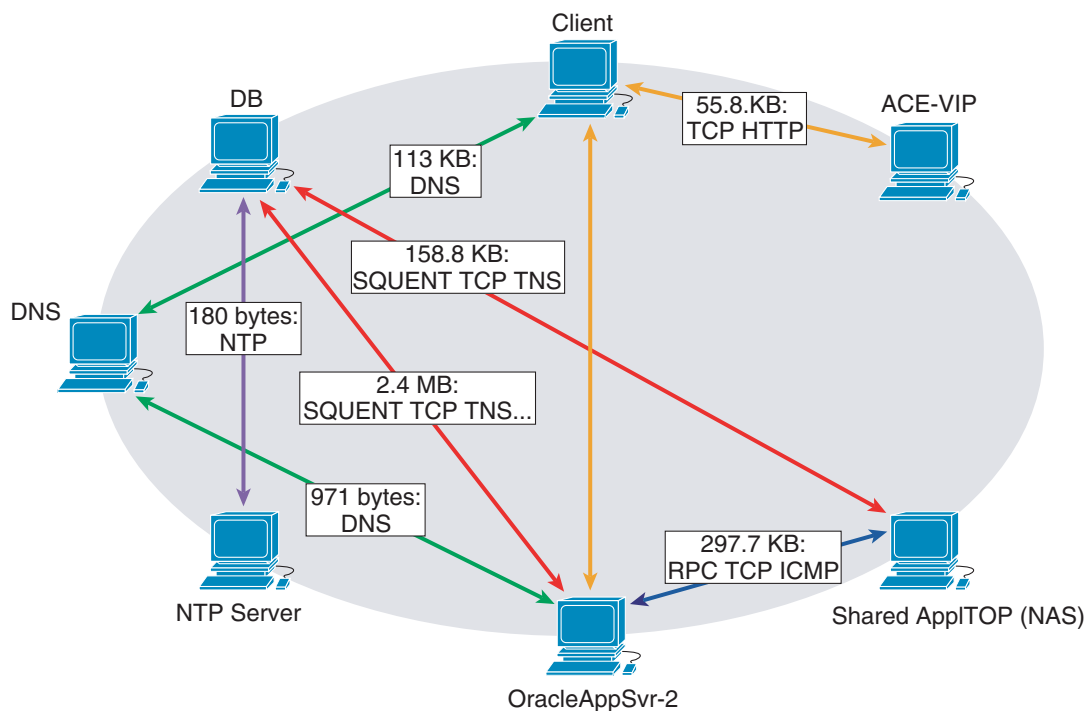 Client
DB
ACE-VIP
55.8.KB:
TCP HTTP
113 KB:
DNS
158.8 KB:
SQUENT TCP TNS
DNS
180 bytes:
NTP
2.4 MB:
SQUENT TCP TNS...
971 bytes:
DNS
297.7 KB:
RPC TCP ICMP
NTP Server
Shared ApplTOP (NAS)
OracleAppSvr-2